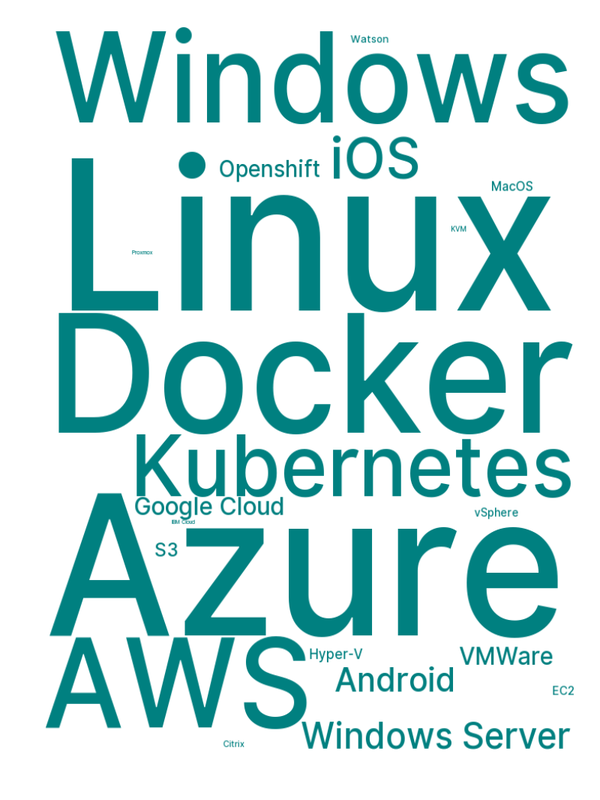 Windows
Watson
iOS
Openshift
MacOS
Linux
KVM
Proxmox
Docker
Kubernetes
Google Cloud
vSphere
IBM Cloud
Azure
S3
AWS
Hyper-V
VMWare
Android
EC2
Windows Server
Citrix